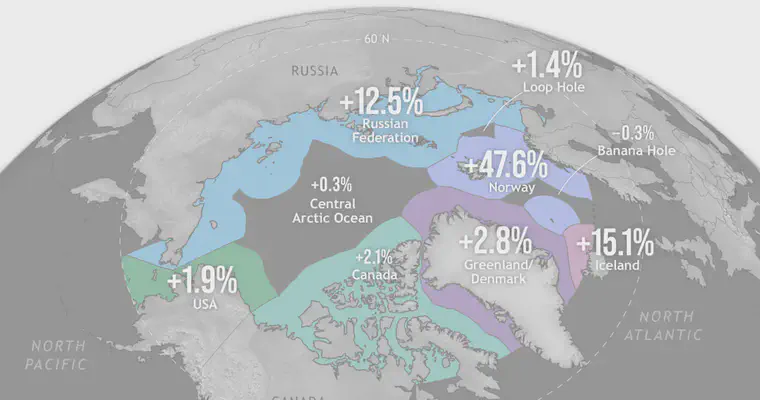 60 N
RUSSIA
+1.4%
Loop Hole
+12.5%
Russian
Federation
−0.3%
Banana Hole
+47.6%
Norway
+0.3%
Central
Arctic Ocean
+2.8%
Greenland/
Denmark
+15.1%
Iceland
+2.1%
Canada
+1.9%
USA
NORTH
ATLANTIC
NORTH
PACIFIC
CANADA